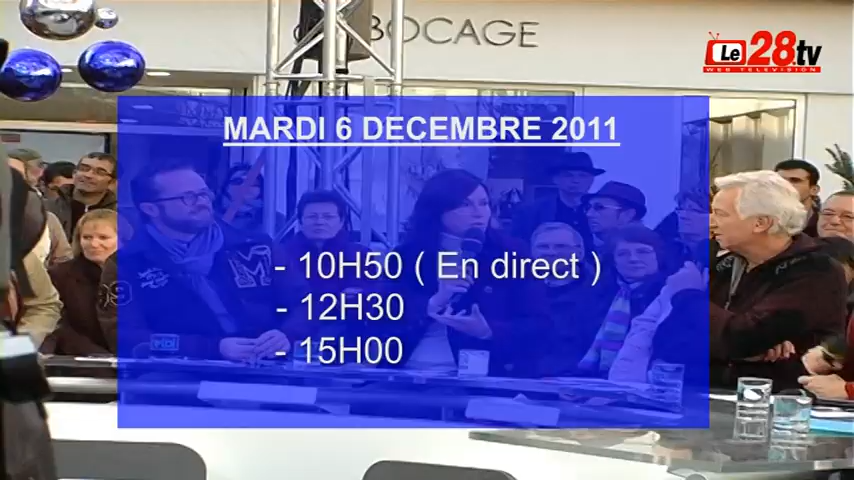 BOCAGE
Le 28.tv
WEB TELEVISION
MARDI 6 DECEMBRE 2011
- 10H50 ( En direct )
- 12H30
- 15H00